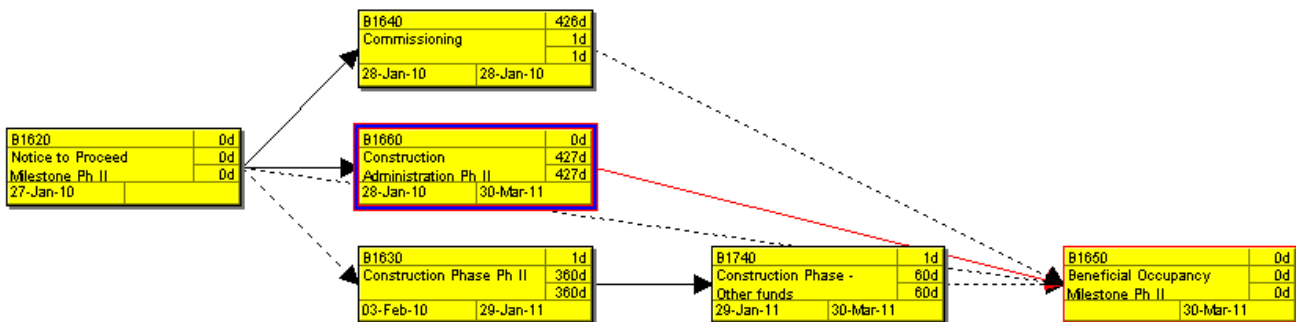 B1640 426d
Commissioning 1d
1d
28-Jan-10 28-Jan-10
B1620 0d
Notice to Proceed 0d
Milestone Ph II 0d
27-Jan-10
B1660 0d
Construction 427d
Administration Ph II 427d
28-Jan-10 30-Mar-11
B1630 1d
Construction Phase Ph II 360d
360d
03-Feb-10 29-Jan-11
B1740 1d
Construction Phase - 60d
Other funds 60d
29-Jan-11 30-Mar-11
B1650 0d
Beneficial Occupancy 0d
Milestone Ph II 0d
30-Mar-11